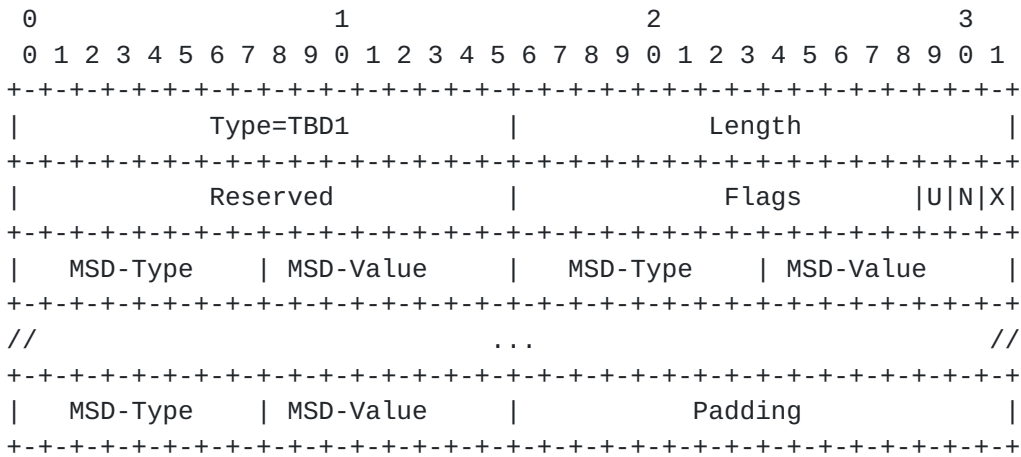 0                   1                   2                   3
 0 1 2 3 4 5 6 7 8 9 0 1 2 3 4 5 6 7 8 9 0 1 2 3 4 5 6 7 8 9 0 1
+-+-+-+-+-+-+-+-+-+-+-+-+-+-+-+-+-+-+-+-+-+-+-+-+-+-+-+-+-+-+-+-+
|            Type=TBD1          |            Length             |
+-+-+-+-+-+-+-+-+-+-+-+-+-+-+-+-+-+-+-+-+-+-+-+-+-+-+-+-+-+-+-+-+
|            Reserved           |             Flags       |U|N|X|
+-+-+-+-+-+-+-+-+-+-+-+-+-+-+-+-+-+-+-+-+-+-+-+-+-+-+-+-+-+-+-+-+
|   MSD-Type    | MSD-Value     |   MSD-Type    | MSD-Value     |
+-+-+-+-+-+-+-+-+-+-+-+-+-+-+-+-+-+-+-+-+-+-+-+-+-+-+-+-+-+-+-+-+
//                             ...                             //
+-+-+-+-+-+-+-+-+-+-+-+-+-+-+-+-+-+-+-+-+-+-+-+-+-+-+-+-+-+-+-+-+
|   MSD-Type    | MSD-Value     |           Padding             |
+-+-+-+-+-+-+-+-+-+-+-+-+-+-+-+-+-+-+-+-+-+-+-+-+-+-+-+-+-+-+-+-+